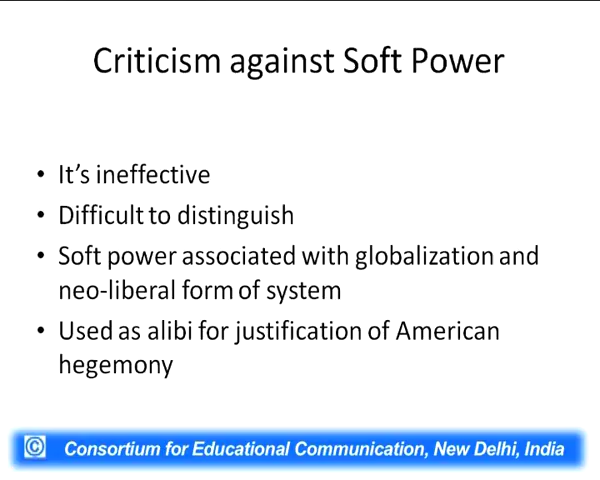 Criticism against Soft Power
• It's ineffective
• Difficult to distinguish
• Soft power associated with globalization and
neo-liberal form of system
• Used as alibi for justification of American
hegemony
© Consortium for Educational Communication, New Delhi, India